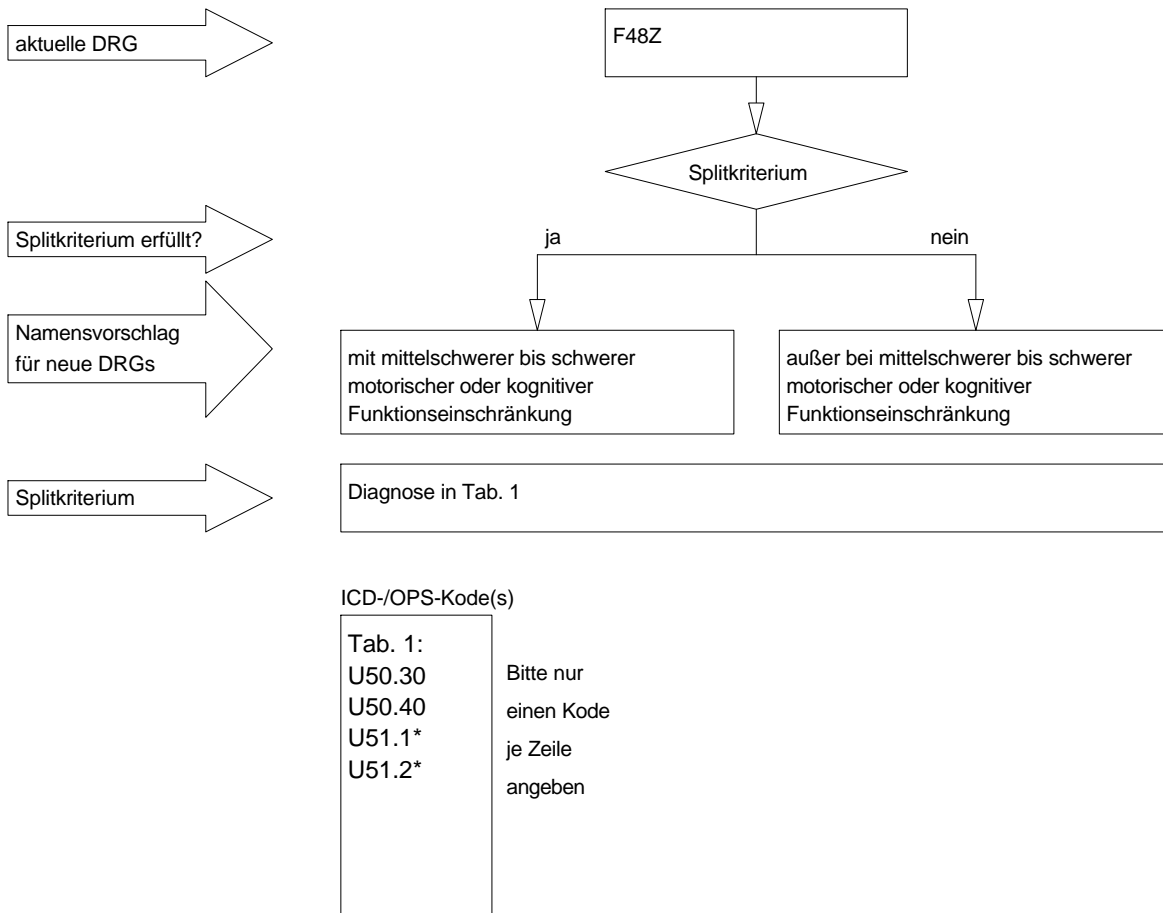 aktuelle DRG
F48Z
Splitkriterium
Splitkriterium erfüllt?
ja
nein
Namensvorschlag
für neue DRGs
mit mittelschwerer bis schwerer
motorischer oder kognitiver
Funktionseinschränkung
außer bei mittelschwerer bis schwerer
motorischer oder kognitiver
Funktionseinschränkung
Splitkriterium
Diagnose in Tab. 1
ICD-/OPS-Kode(s)
Tab. 1:
U50.30
U50.40
U51.1*
U51.2*
Bitte nur
einen Kode
je Zeile
angeben